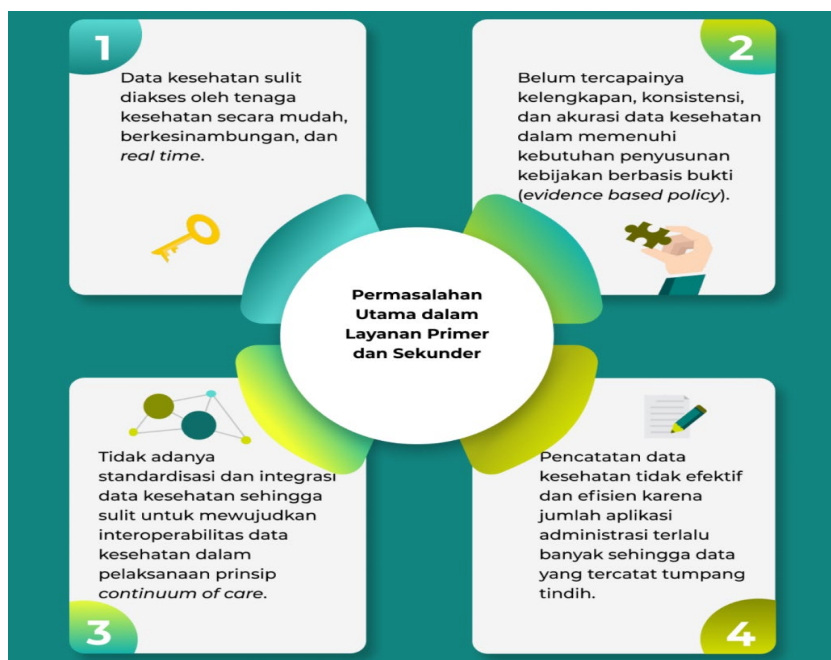 1
Data kesehatan sulit
diakses oleh tenaga
kesehatan secara mudah,
berkesinambungan, dan
real time.
2
Belum tercapainya
kelengkapan, konsistensi,
dan akurasi data kesehatan
dalam memenuhi
kebutuhan penyusunan
kebijakan berbasis bukti
(evidence based policy).
Permasalahan
Utama dalam
Layanan Primer
dan Sekunder
Tidak adanya
standardisasi dan integrasi
data kesehatan sehingga
sulit untuk mewujudkan
interoperabilitas data
kesehatan dalam
pelaksanaan prinsip
continuum of care.
3
Pencatatan data
kesehatan tidak efektif
dan efisien karena
jumlah aplikasi
administrasi terlalu
banyak sehingga data
yang tercatat tumpang
tindih.
4